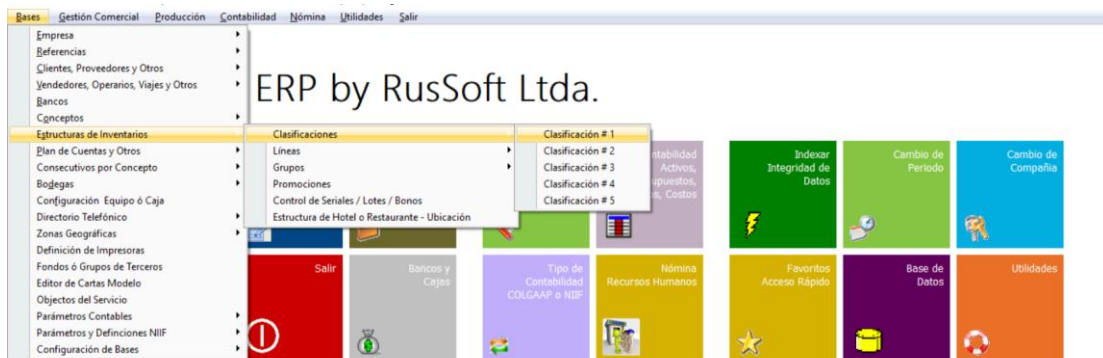 Bases Gestión Comercial Producción Contabilidad Nómina Utilidades Salir
Empresa
Referencias
Clientes, Proveedores y Otros
Vendedores, Operarios, Viajes y Otros
Bancos
Conceptos
Estructuras de Inventarios
Plan de Cuentas y Otros
Consecutivos por Concepto
Bodegas
Configuración Equipo ó Caja
Directorio Telefónico
Zonas Geográficas
Definición de Impresoras
Fondos ó Grupos de Terceros
Editor de Cartas Modelo
Objectos del Servicio
Parámetros Contables
Parámetros y Definciones NIIF
Configuración de Bases
ERP by RusSoft Ltda.
Clasificaciones
Líneas
Grupos
Promociones
Control de Seriales / Lotes / Bonos
Estructura de Hotel o Restaurante - Ubicación
Clasificación # 1
Clasificación # 2
Clasificación # 3
Clasificación # 4
Clasificación # 5
Activos,
Costos
Indexar
Integridad de
Datos
Cambio de
Periodo
Cambio de
Compañia
Salir
Bancos y
Cajas
Tipo de
Contabilidad
COLGAAP o NIIF
Nómina
Recursos Humanos
Favoritos
Acceso Rápido
Base de
Datos
Utilidades